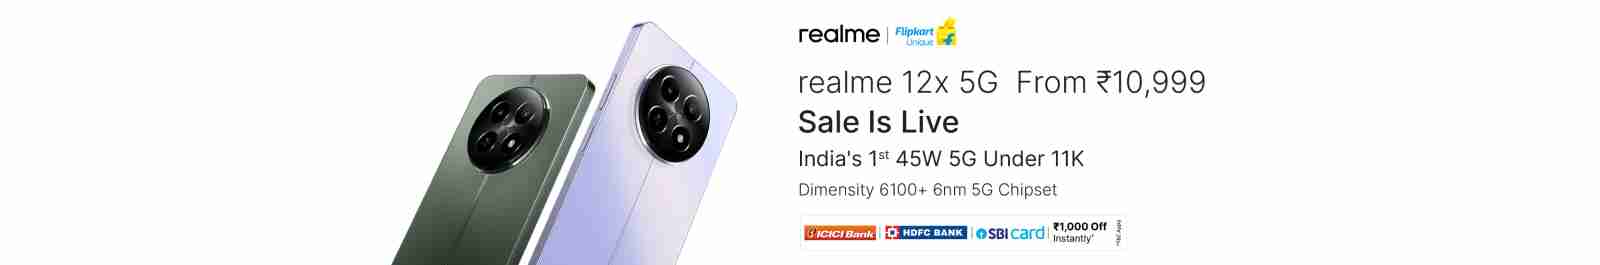 realme | Flipkart Unique
realme 12x 5G From ₹10,999
Sale Is Live
India's 1st 45W 5G Under 11K
Dimensity 6100+ 6nm 5G Chipset
ICICI Bank | HDFC BANK | SBI card | ₹1,000 Off
Instantly*
*T&C Apply